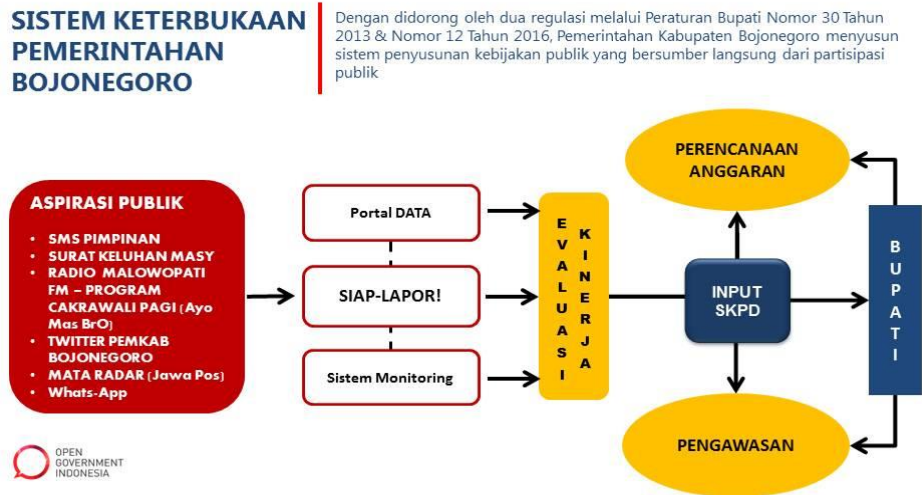 SISTEM KETERBUKAAN
PEMERINTAHAN
BOJONEGORO
Dengan didorong oleh dua regulasi melalui Peraturan Bupati Nomor 30 Tahun
2013 & Nomor 12 Tahun 2016, Pemerintahan Kabupaten Bojonegoro menyusun
sistem penyusunan kebijakan publik yang bersumber langsung dari partisipasi
publik
ASPIRASI PUBLIK
• SMS PIMPINAN
• SURAT KELUHAN MASY
• RADIO MALOWOPATI
FM – PROGRAM
CAKRAWALI PAGI (Ayo
Mas BrO)
• TWITTER PEMKAB
BOJONEGORO
• MATA RADAR (Jawa Pos)
• Whats-App
Portal DATA
SIAP-LAPOR!
Sistem Monitoring
EVALUASI
KINERJA
INPUT
SKPD
PERENCANAAN
ANGGARAN
PENGAWASAN
BUPATI
OPEN
GOVERNMENT
INDONESIA